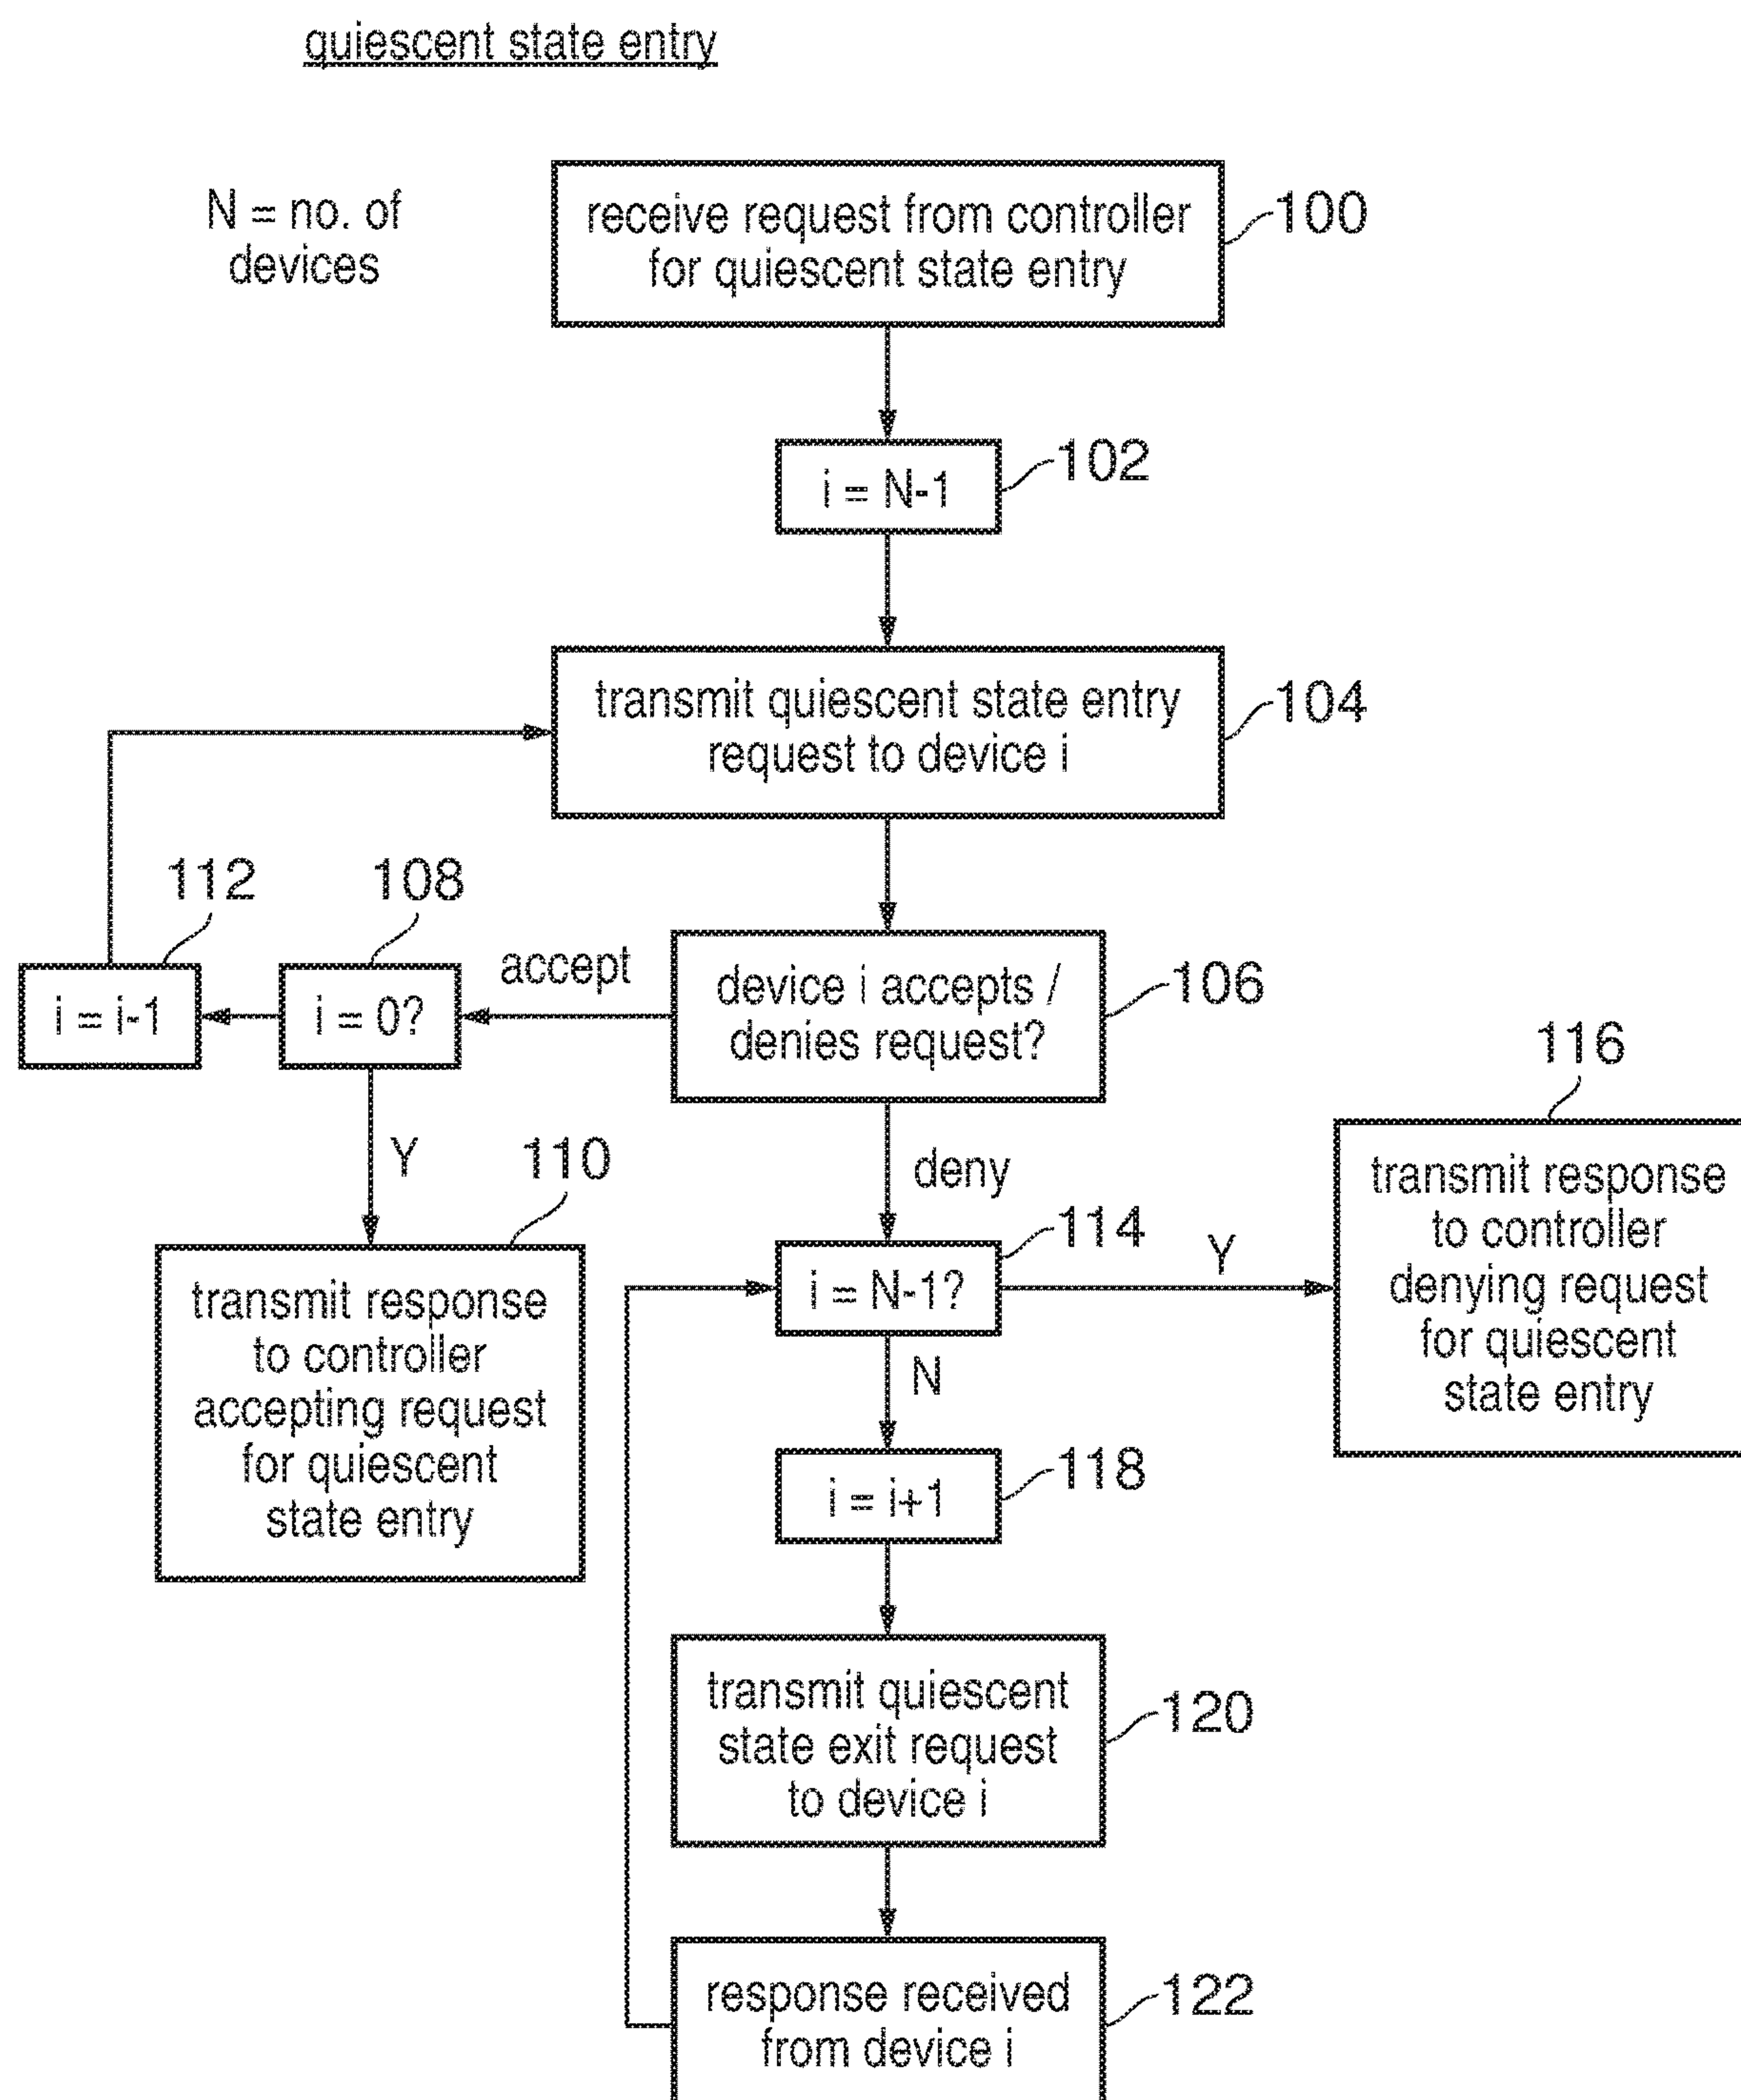 quiescent state entry
N = no. of
devices
receive request from controller
for quiescent state entry
100
i = N-1
102
transmit quiescent state entry
request to device i
104
112
108
accept
i = i-1
i = 0?
device i accepts /
denies request?
106
116
Y
110
deny
transmit response
to controller
denying request
for quiescent
state entry
114
Y
i = N-1?
transmit response
to controller
accepting request
for quiescent
state entry
N
i = i+1
118
transmit quiescent
state exit request
to device i
120
response received
from device i
122